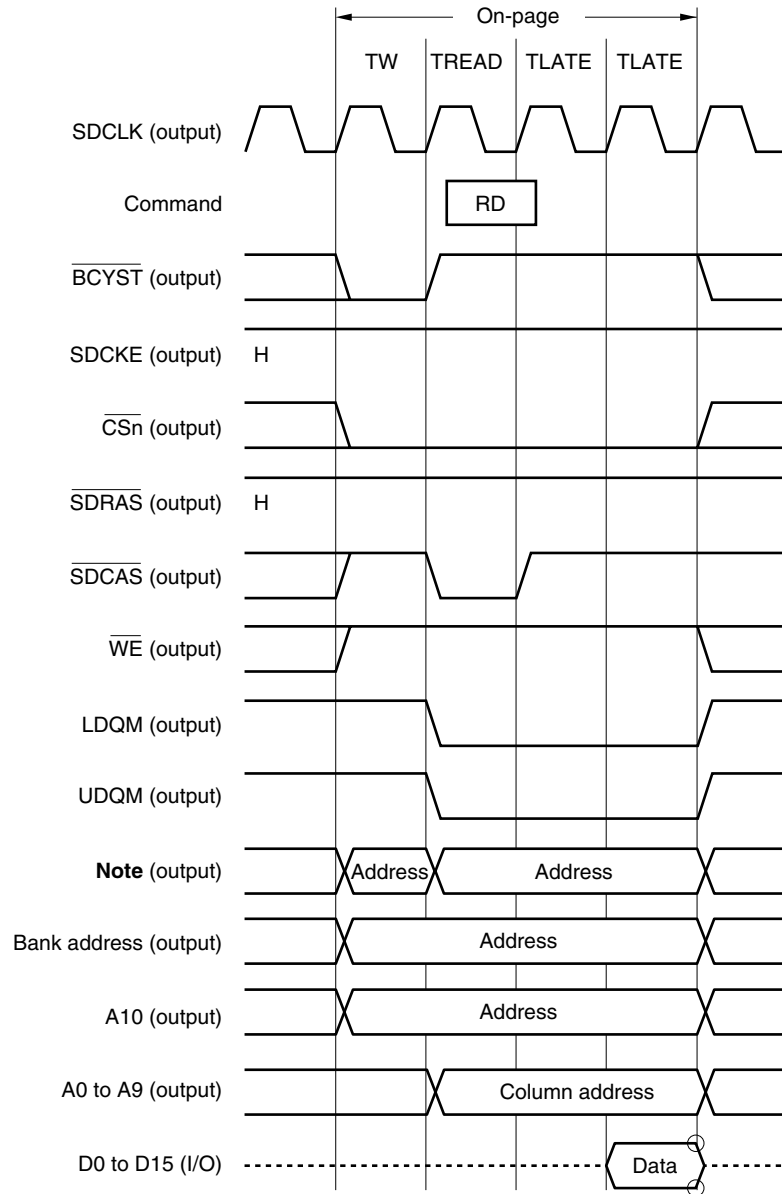 On-page
TW TREAD TLATE TLATE
SDCLK (output)
Command RD
BCYST (output)
SDCKE (output) H
CSn (output)
SDRAS (output) H
SDCAS (output)
WE (output)
LDQM (output)
UDQM (output)
Note (output) Address Address
Bank address (output) Address
A10 (output) Address
A0 to A9 (output) Column address
D0 to D15 (I/O) Data